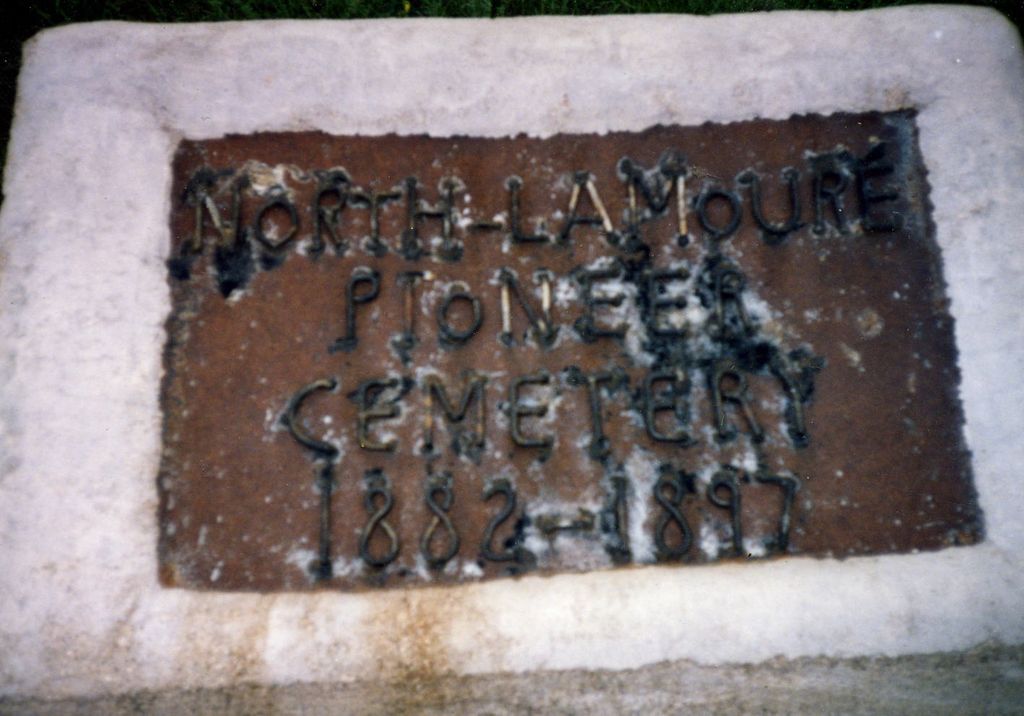 NORTH-LAMOURE
PIONEER
CEMETERY
1882-1897